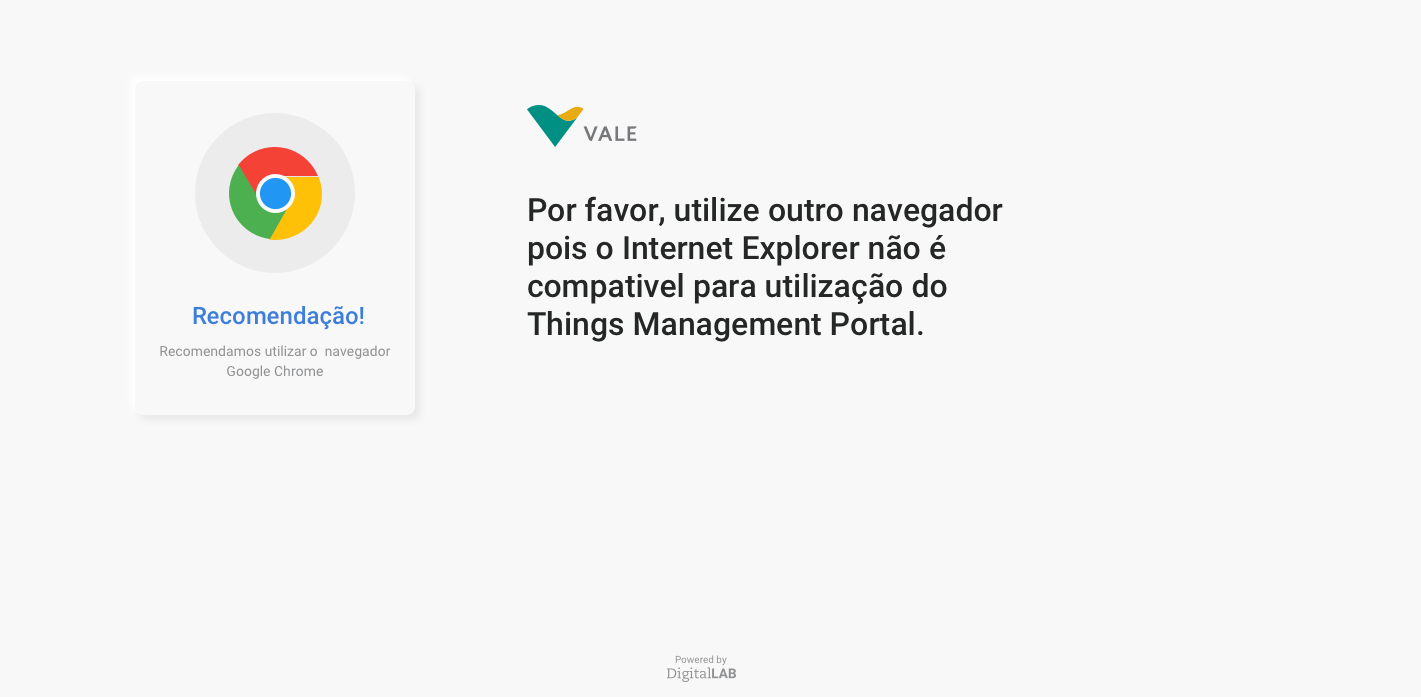 VALE
Por favor, utilize outro navegador
pois o Internet Explorer não é
compativel para utilização do
Things Management Portal.
Recomendação!
Recomendamos utilizar o  navegador
Google Chrome
Powered by
DigitalLAB